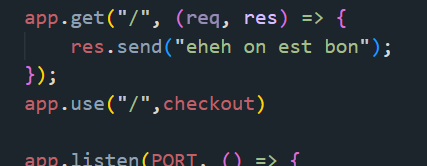 app.get("/", (req, res) => {
res.send("eheh on est bon");
});
app.use("/",checkout)
app.listen(PORT, () => {